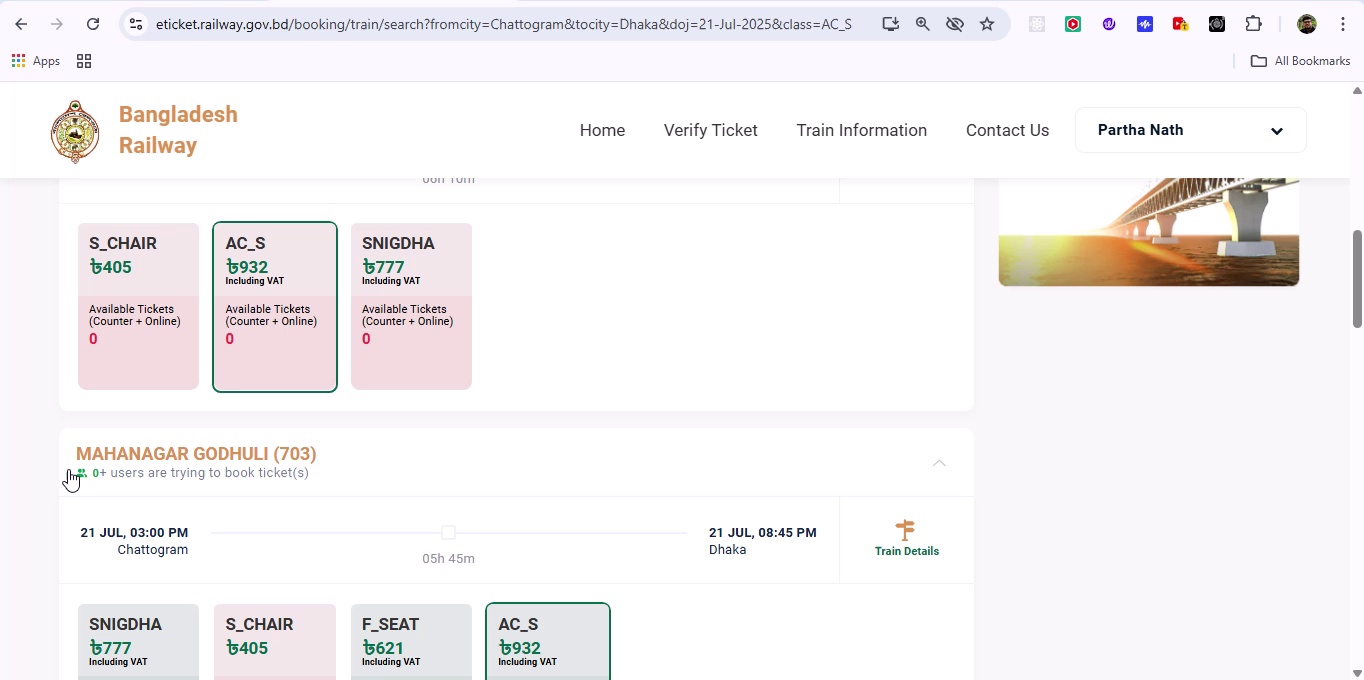 eticket.railway.gov.bd/booking/train/search?fromcity=Chattogram&tocity=Dhaka&doj=21-Jul-2025&class=AC_S
Apps
All Bookmarks
Bangladesh
Railway
Home
Verify Ticket
Train Information
Contact Us
Partha Nath
06h 10m
S_CHAIR
৳405
Available Tickets
(Counter + Online)
0
AC_S
৳932
Including VAT
Available Tickets
(Counter + Online)
0
SNIGDHA
৳777
Including VAT
Available Tickets
(Counter + Online)
0
MAHANAGAR GODHULI (703)
0+ users are trying to book ticket(s)
21 JUL, 03:00 PM
Chattogram
05h 45m
21 JUL, 08:45 PM
Dhaka
Train Details
SNIGDHA
৳777
Including VAT
S_CHAIR
৳405
F_SEAT
৳621
Including VAT
AC_S
৳932
Including VAT